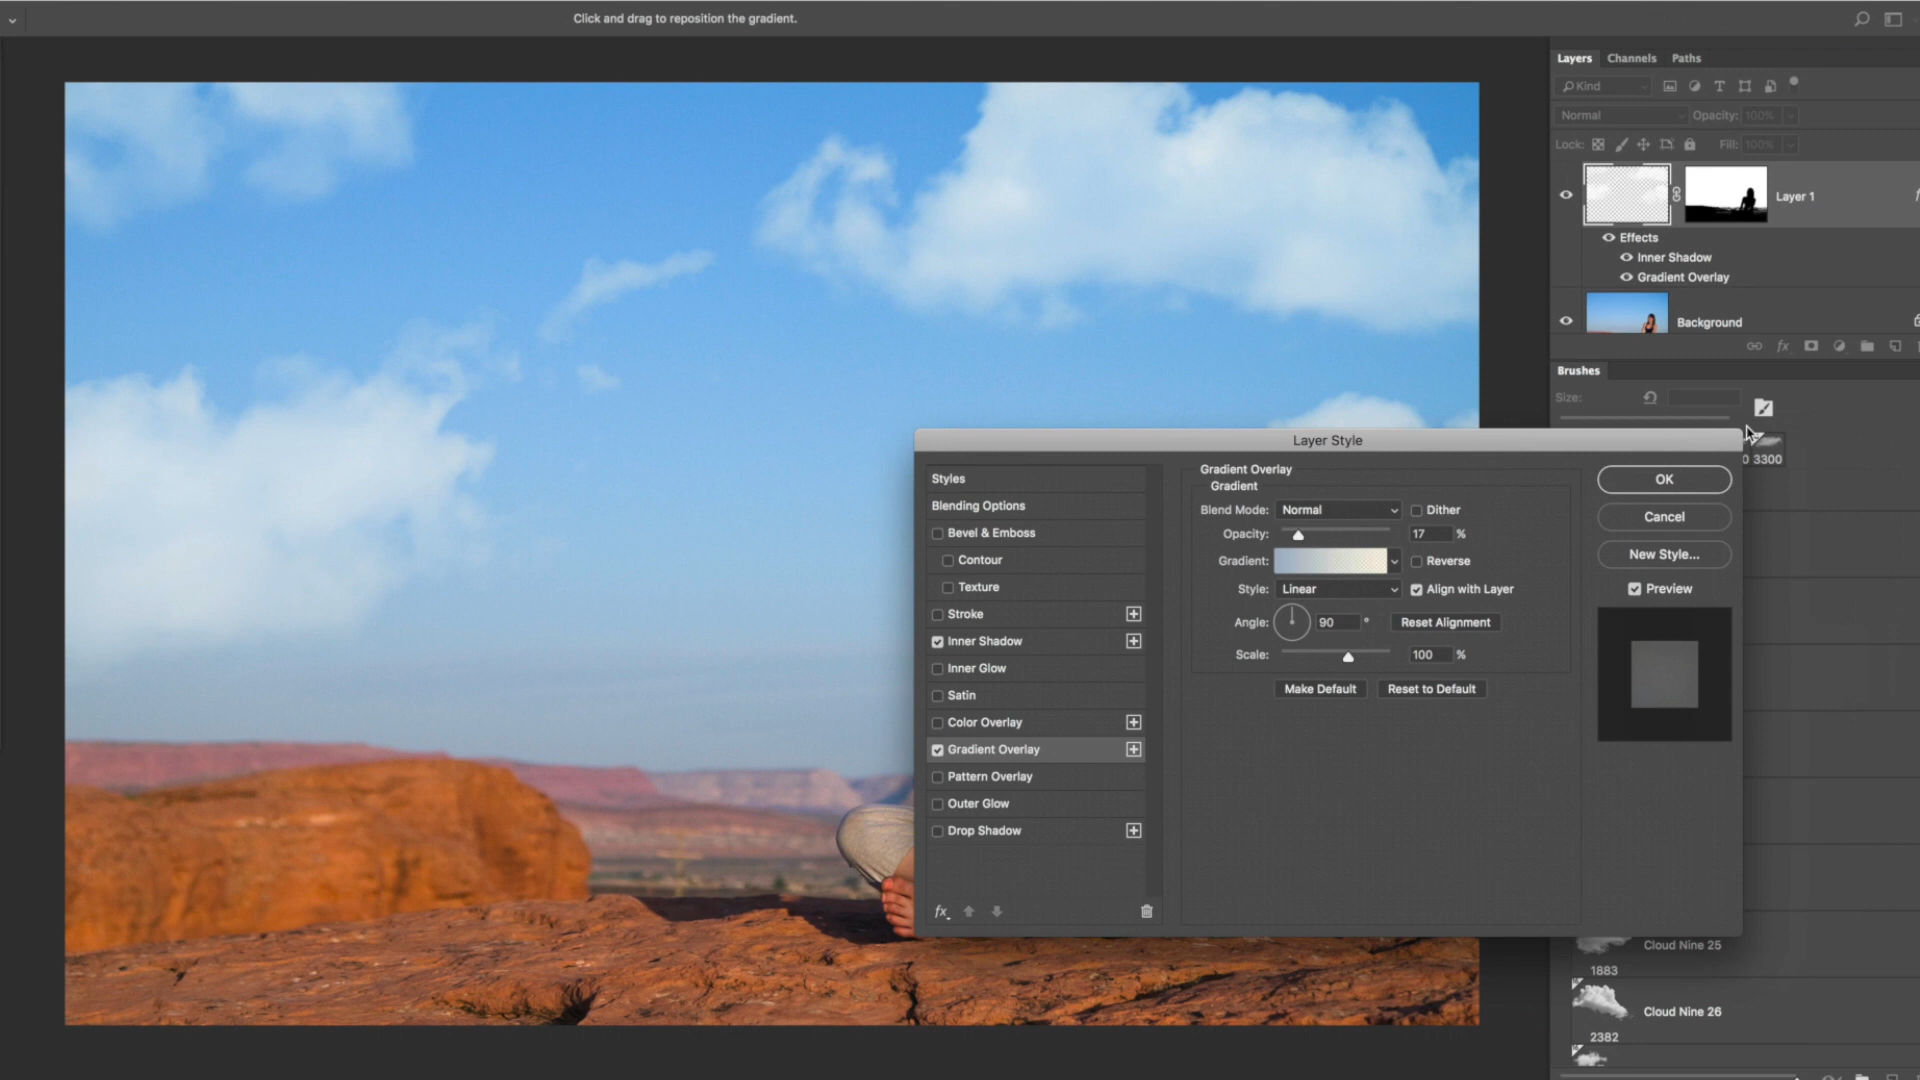 Click and drag to reposition the gradient.
Layers Channels Paths
Kind
Normal Opacity: 100%
Lock: Fill: 100%
Layer 1
Effects
Inner Shadow
Gradient Overlay
Background
fx
Brushes
Size:
3300
Layer Style
Styles
Blending Options
Bevel & Emboss
Contour
Texture
Stroke
Inner Shadow
Inner Glow
Satin
Color Overlay
Gradient Overlay
Pattern Overlay
Outer Glow
Drop Shadow
fx
Gradient Overlay
Gradient
Blend Mode: Normal Dither
Opacity: 17 %
Gradient: Reverse
Style: Linear Align with Layer
Angle: 90 ° Reset Alignment
Scale: 100 %
Make Default Reset to Default
OK
Cancel
New Style...
Preview
Cloud Nine 25
1883
Cloud Nine 26
2382